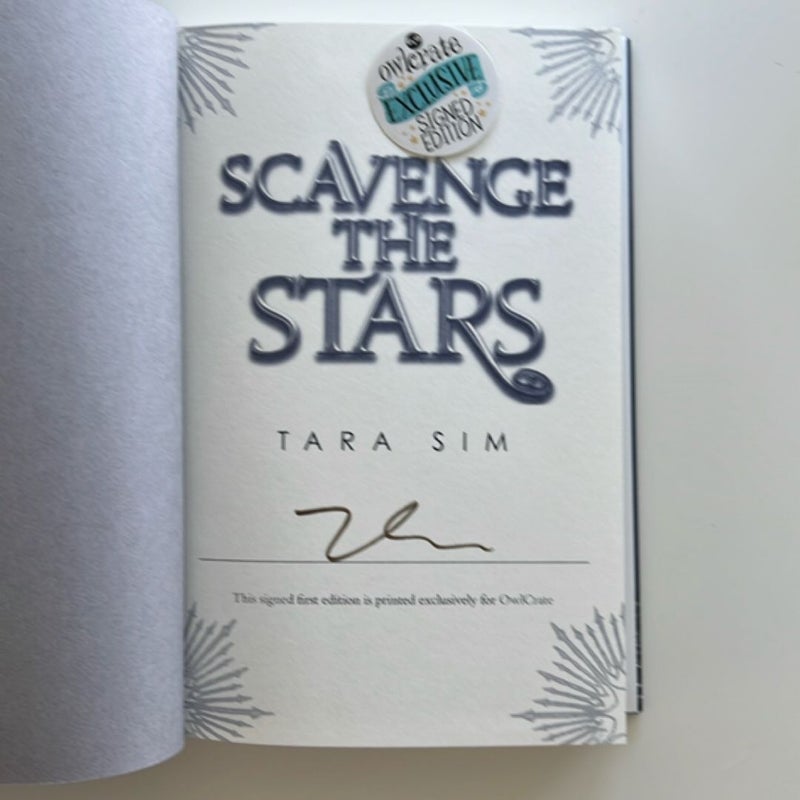 owlcrate
EXCLUSIVE
SIGNED
EDITION
SCAVENGE
THE
STARS
TARA SIM
This signed first edition is printed exclusively for OwlCrate